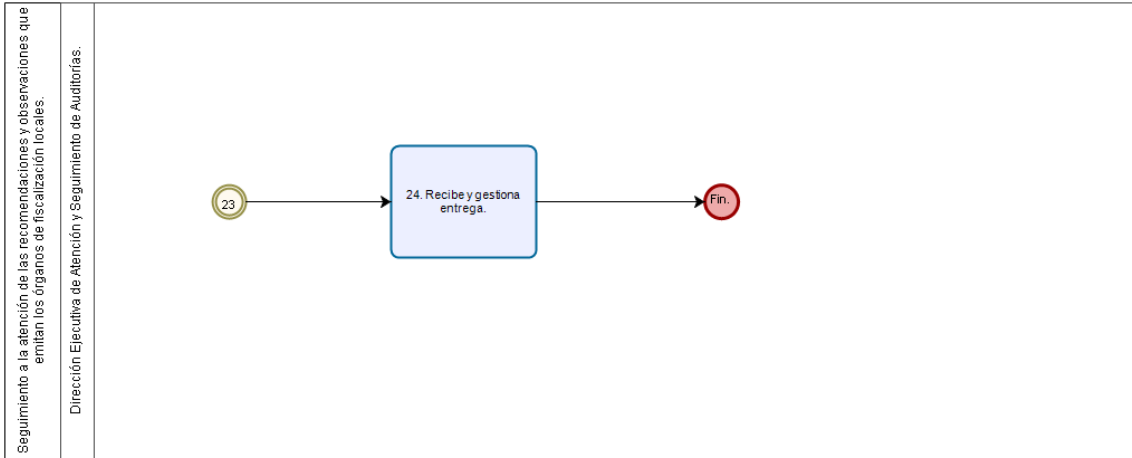 Seguimiento a la atención de las recomendaciones y observaciones que
emitan los órganos de fiscalización locales.
Dirección Ejecutiva de Atención y Seguimiento de Auditorías.
23
24. Recibe y gestiona
entrega.
Fin.